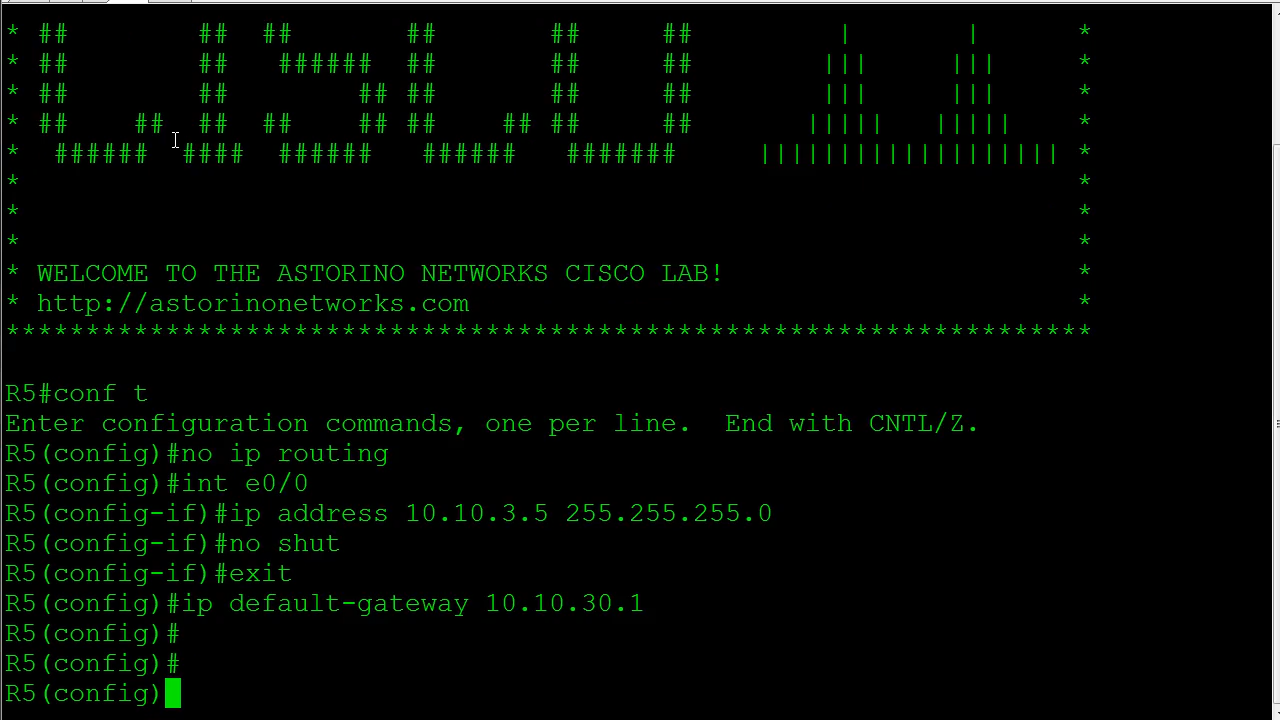 * ##        ##  ##       ##       ##     ##         |       |      *
* ##        ##   ######  ##       ##     ##        |||     |||     *
* ##        ##        ## ##       ##     ##        |||     |||     *
* ##    ##  ##  ##    ## ##    ## ##     ##       |||||   |||||    *
*  ######  ####  ######   ######   #######     |||||||||||||||||||  *
*                                                                  *
*                                                                  *
*                                                                  *
* WELCOME TO THE ASTORINO NETWORKS CISCO LAB!                      *
* http://astorinonetworks.com                                      *
********************************************************************
R5#conf t
Enter configuration commands, one per line.  End with CNTL/Z.
R5(config)#no ip routing
R5(config)#int e0/0
R5(config-if)#ip address 10.10.3.5 255.255.255.0
R5(config-if)#no shut
R5(config-if)#exit
R5(config)#ip default-gateway 10.10.30.1
R5(config)#
R5(config)#
R5(config)